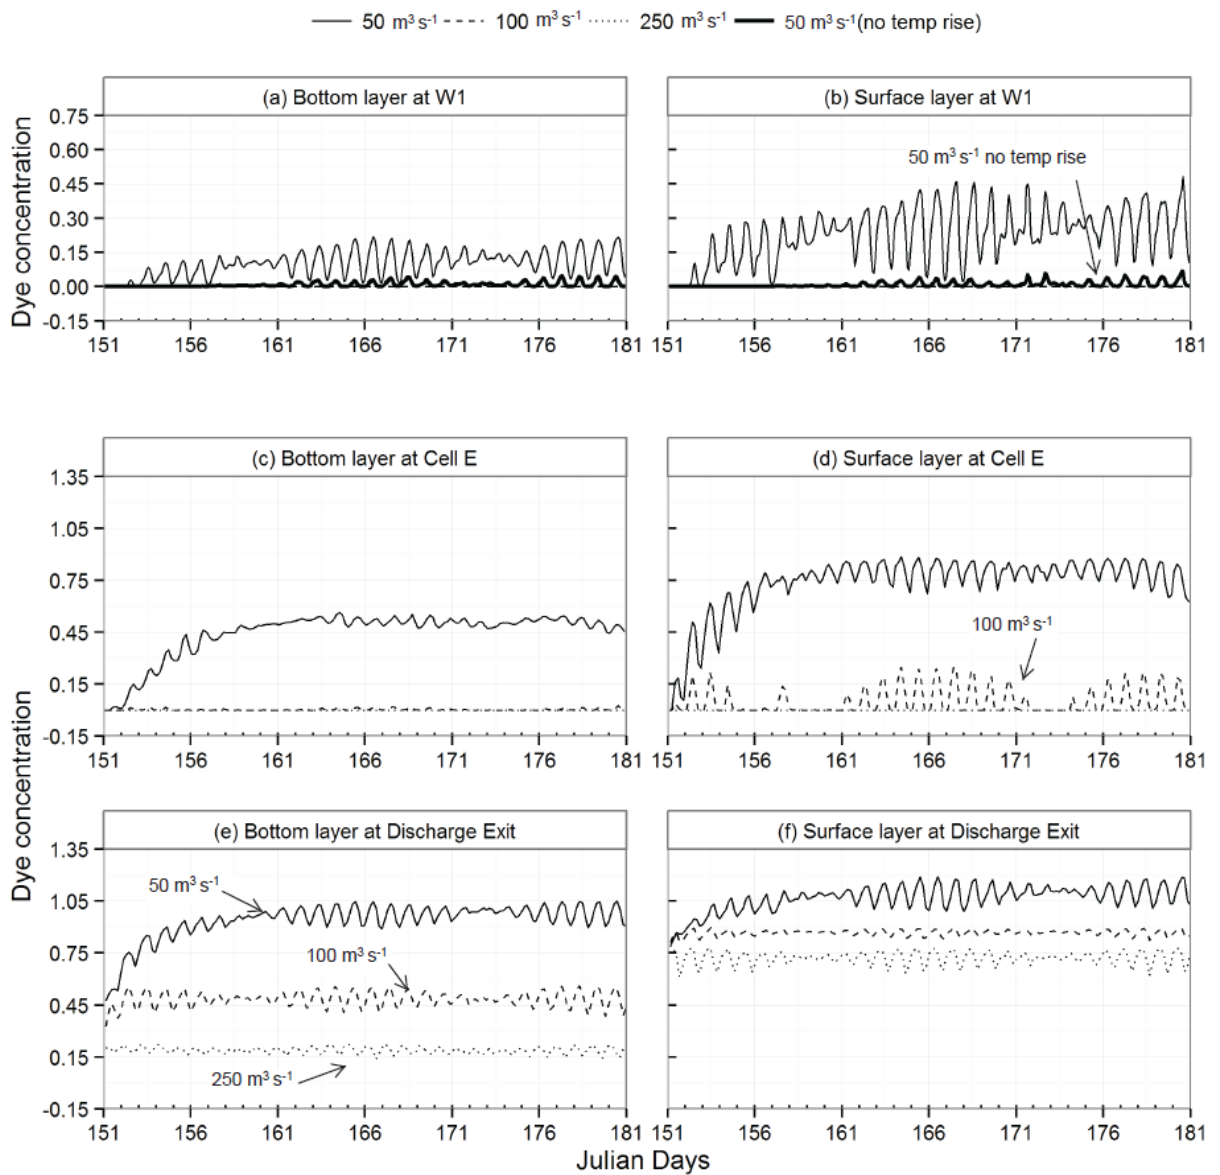 50 m³ s⁻¹ 100 m³ s⁻¹ 250 m³ s⁻¹ 50 m³ s⁻¹(no temp rise)
(a) Bottom layer at W1
(b) Surface layer at W1
Dye concentration
0.75
0.60
0.45
0.30
0.15
0.00
-0.15
50 m³ s⁻¹ no temp rise
151 156 161 166 171 176 181
151 156 161 166 171 176 181
(c) Bottom layer at Cell E
(d) Surface layer at Cell E
1.35
1.05
0.75
0.45
0.15
-0.15
100 m³ s⁻¹
151 156 161 166 171 176 181
151 156 161 166 171 176 181
Dye concentration
(e) Bottom layer at Discharge Exit
(f) Surface layer at Discharge Exit
1.35
1.05
0.75
0.45
0.15
-0.15
50 m³ s⁻¹
100 m³ s⁻¹
250 m³ s⁻¹
151 156 161 166 171 176 181
151 156 161 166 171 176 181
Julian Days